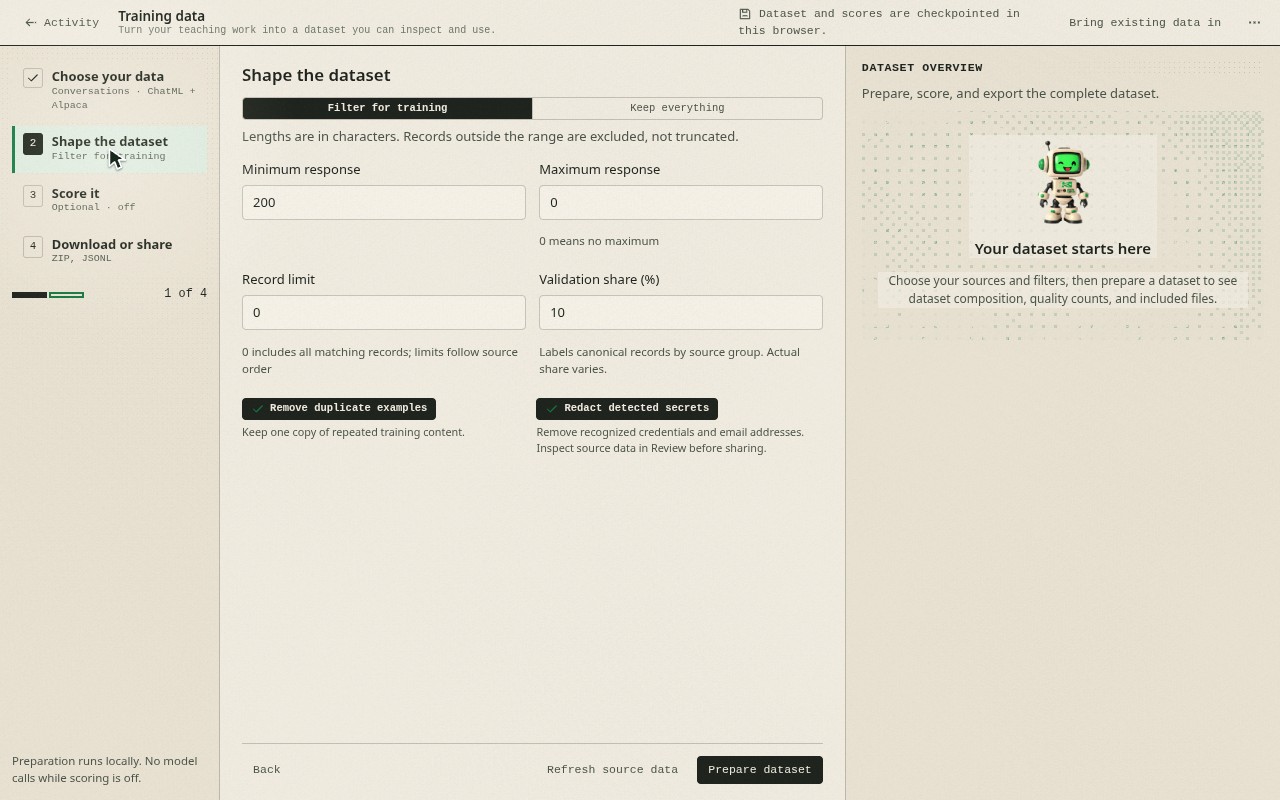 Activity
Training data
Turn your teaching work into a dataset you can inspect and use.
Dataset and scores are checkpointed in
this browser.
Bring existing data in
Choose your data
Conversations · ChatML +
Alpaca
2
Shape the dataset
Filter for training
3
Score it
Optional · off
4
Download or share
ZIP, JSONL
1 of 4
Preparation runs locally. No model
calls while scoring is off.
Shape the dataset
Filter for training
Keep everything
Lengths are in characters. Records outside the range are excluded, not truncated.
Minimum response
Maximum response
200
0
0 means no maximum
Record limit
Validation share (%)
0
10
0 includes all matching records; limits follow source
order
Labels canonical records by source group. Actual
share varies.
Remove duplicate examples
Keep one copy of repeated training content.
Redact detected secrets
Remove recognized credentials and email addresses.
Inspect source data in Review before sharing.
Back
Refresh source data
Prepare dataset
DATASET OVERVIEW
Prepare, score, and export the complete dataset.
Your dataset starts here
Choose your sources and filters, then prepare a dataset to see
dataset composition, quality counts, and included files.